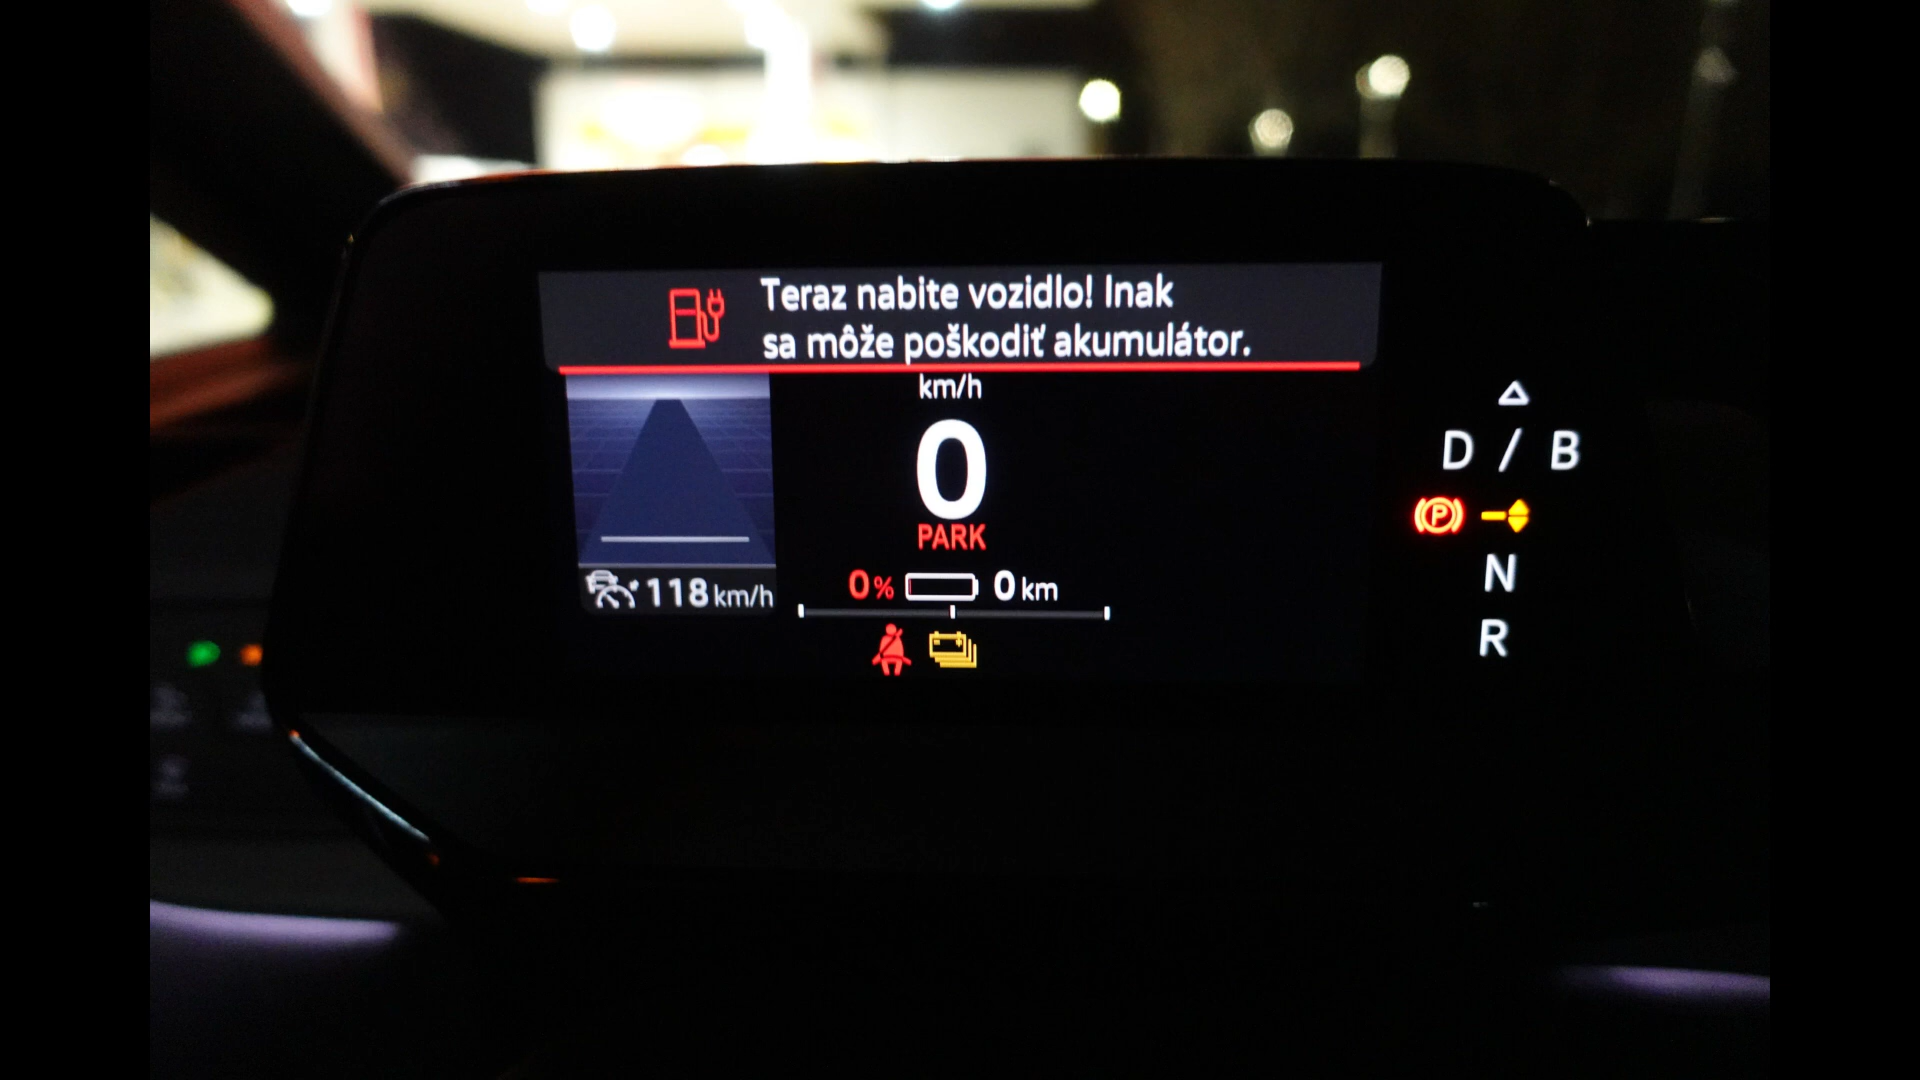 Teraz nabite vozidlo! Inak
sa môže poškodiť akumulátor.
km/h
0
PARK
0% 0 km
118 km/h
D / B
P
N
R